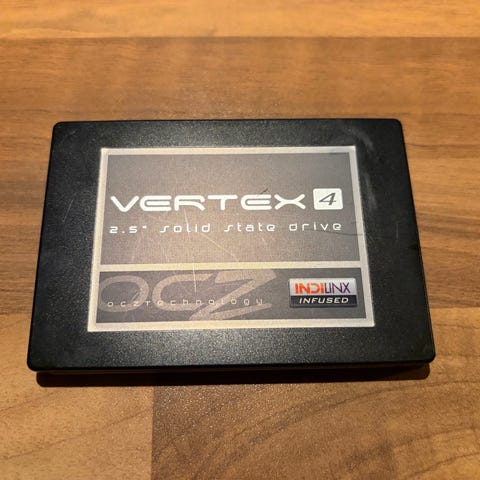 VERTEX 4
2.5" solid state drive
OCZ
OCZTechnology
INDILINX
INFUSED